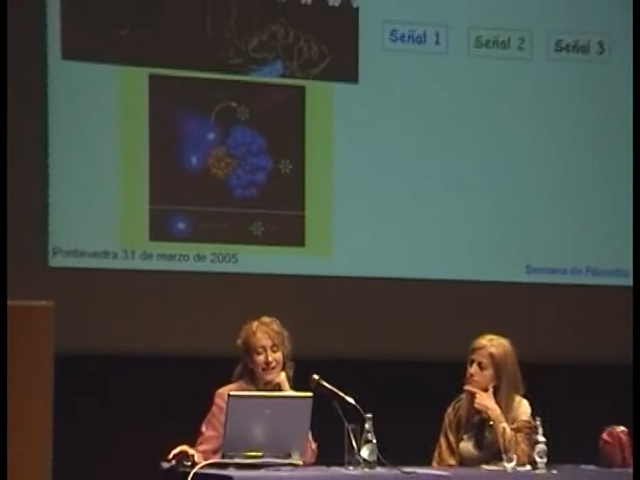 Señal 1
Señal 2
Señal 3
Pontevedra 31 de marzo de 2005
Semana de Filosofía